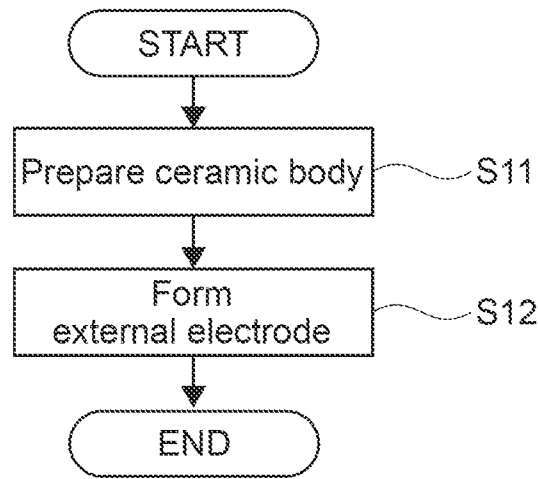 START
Prepare ceramic body
S11
Form
external electrode
S12
END